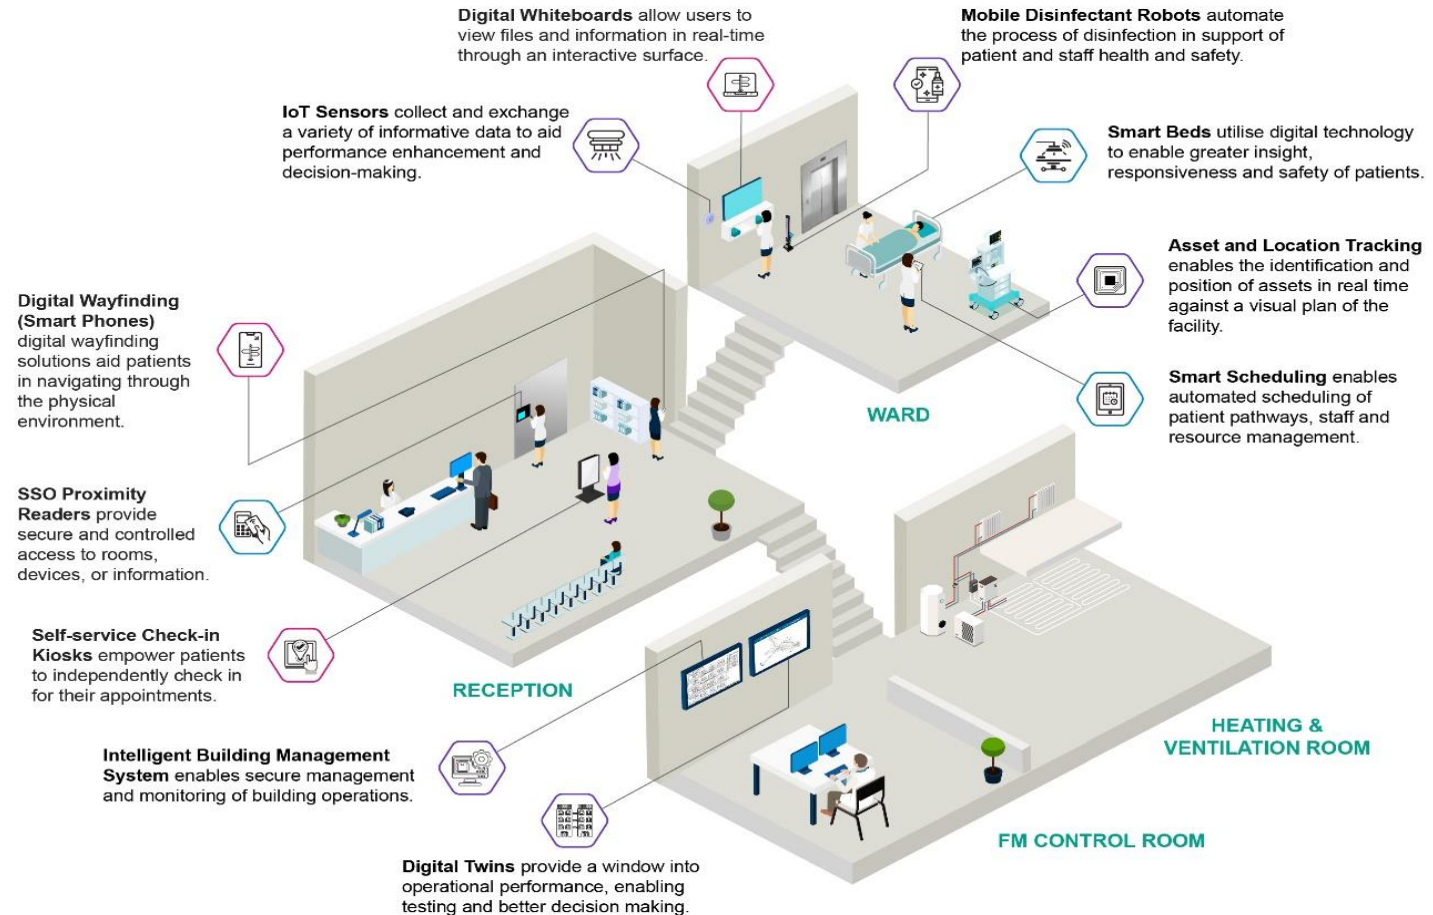 Digital Whiteboards allow users to
view files and information in real-time
through an interactive surface.
Mobile Disinfectant Robots automate
the process of disinfection in support of
patient and staff health and safety.
IoT Sensors collect and exchange
a variety of informative data to aid
performance enhancement and
decision-making.
Smart Beds utilise digital technology
to enable greater insight,
responsiveness and safety of patients.
Asset and Location Tracking
enables the identification and
position of assets in real time
against a visual plan of the
facility.
Digital Wayfinding
(Smart Phones)
digital wayfinding
solutions aid patients
in navigating through
the physical
environment.
Smart Scheduling enables
automated scheduling of
patient pathways, staff and
resource management.
WARD
SSO Proximity
Readers provide
secure and controlled
access to rooms,
devices, or information.
Self-service Check-in
Kiosks empower patients
to independently check in
for their appointments.
RECEPTION
HEATING &
VENTILATION ROOM
Intelligent Building Management
System enables secure management
and monitoring of building operations.
FM CONTROL ROOM
Digital Twins provide a window into
operational performance, enabling
testing and better decision making.